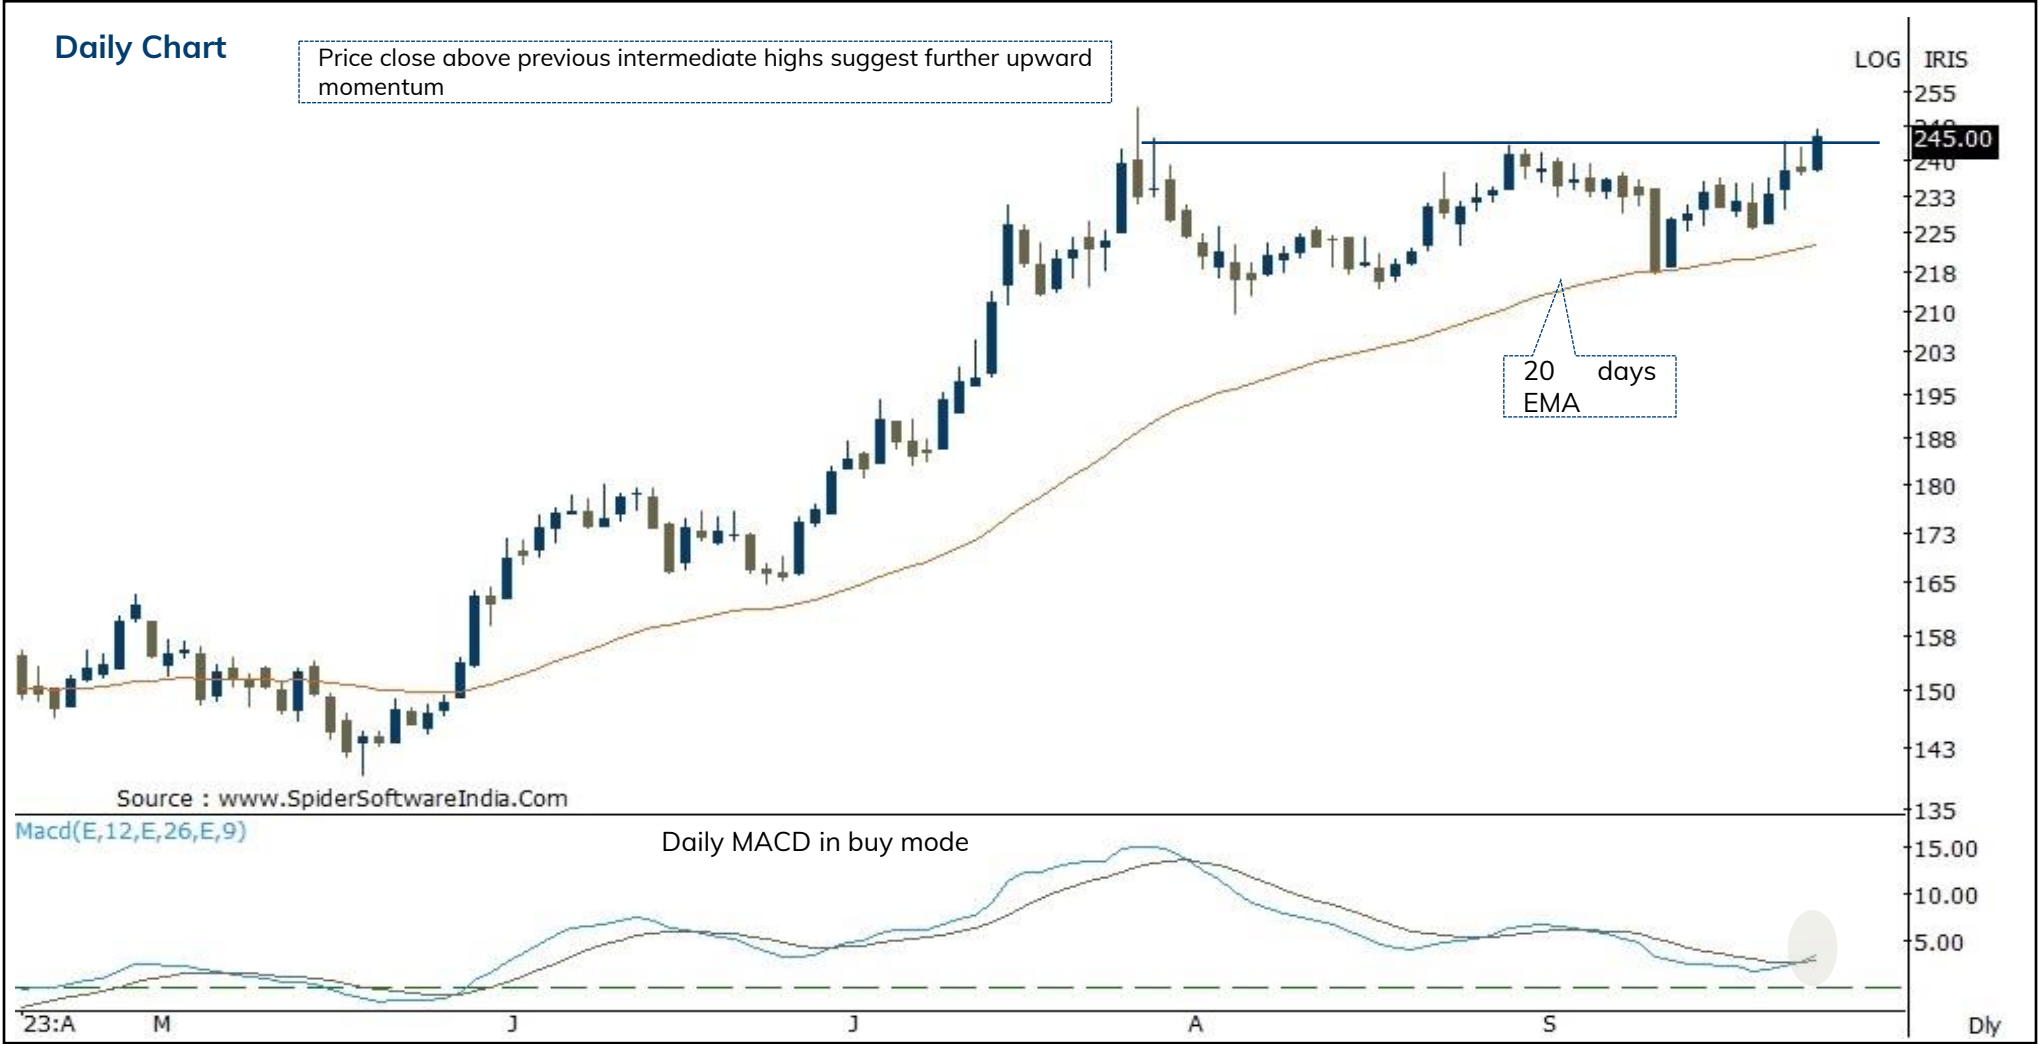 Daily Chart
Price close above previous intermediate highs suggest further upward
momentum
LOG IRIS
255
245.00
240
233
225
218
210
203
195
188
180
173
165
158
150
143
135
20 days
EMA
Source : www.SpiderSoftwareIndia.Com
Macd(E,12,E,26,E,9)
Daily MACD in buy mode
15.00
10.00
5.00
'23:A M J J A S Dly